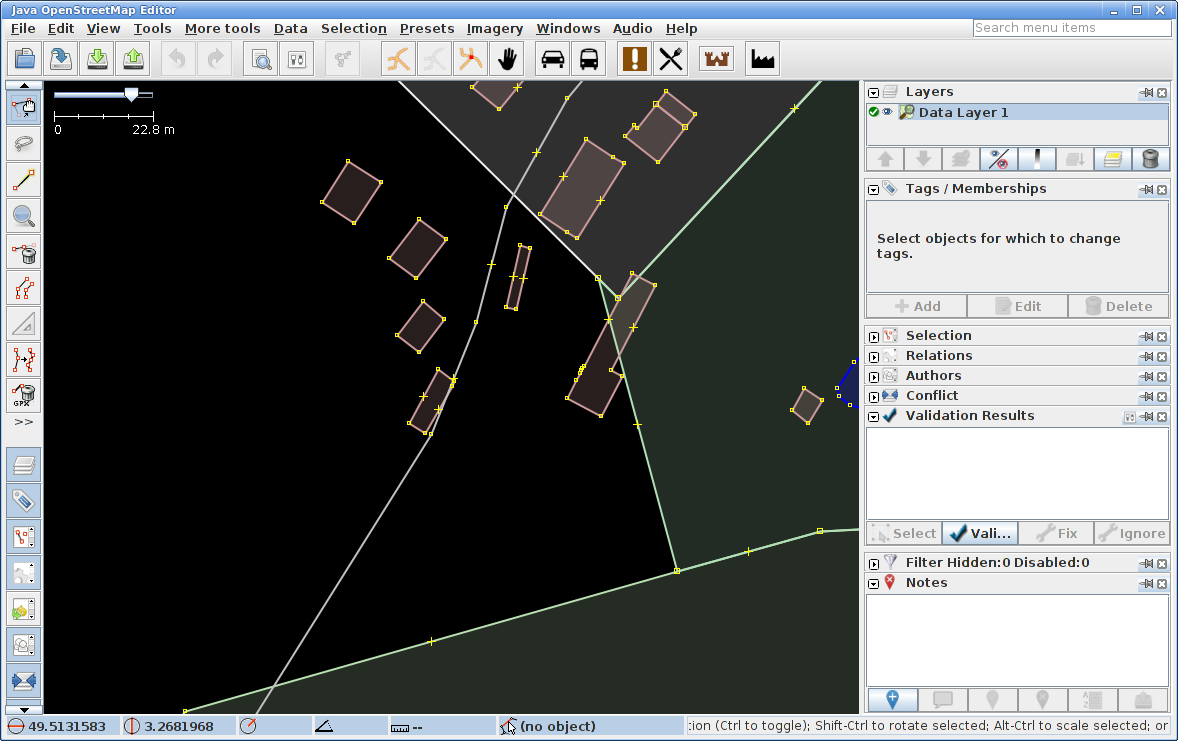 Java OpenStreetMap Editor
File Edit View Tools More tools Data Selection Presets Imagery Windows Audio Help Search menu items
0 22.8 m
Layers
Data Layer 1
Tags / Memberships
Select objects for which to change
tags.
Add Edit Delete
Selection
Relations
Authors
Conflict
Validation Results
GPX
>>
Select Vali... Fix Ignore
Filter Hidden:0 Disabled:0
Notes
49.5131583 3.2681968 -- (no object) :ion (Ctrl to toggle); Shift-Ctrl to rotate selected; Alt-Ctrl to scale selected; or